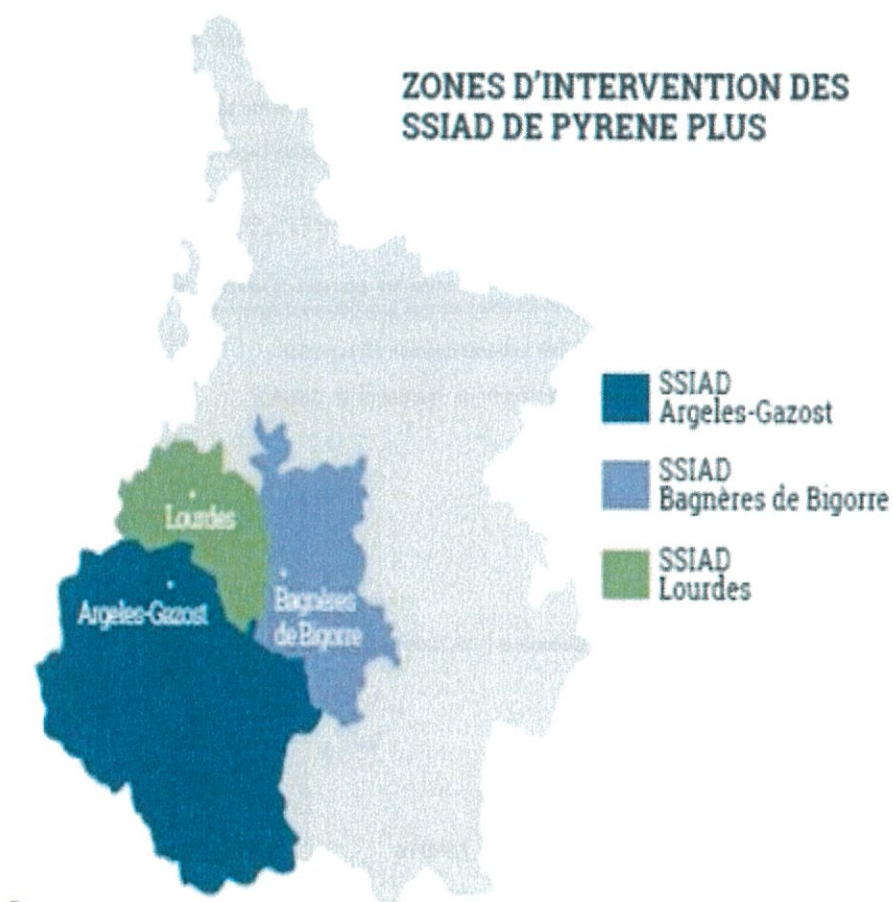 ZONES D'INTERVENTION DES
SSIAD DE PYRENE PLUS
SSIAD
Argeles-Gazost
SSIAD
Bagnères de Bigorre
SSIAD
Lourdes
Lourdes
Argeles-Gazost
Bagnères
de Bigorre